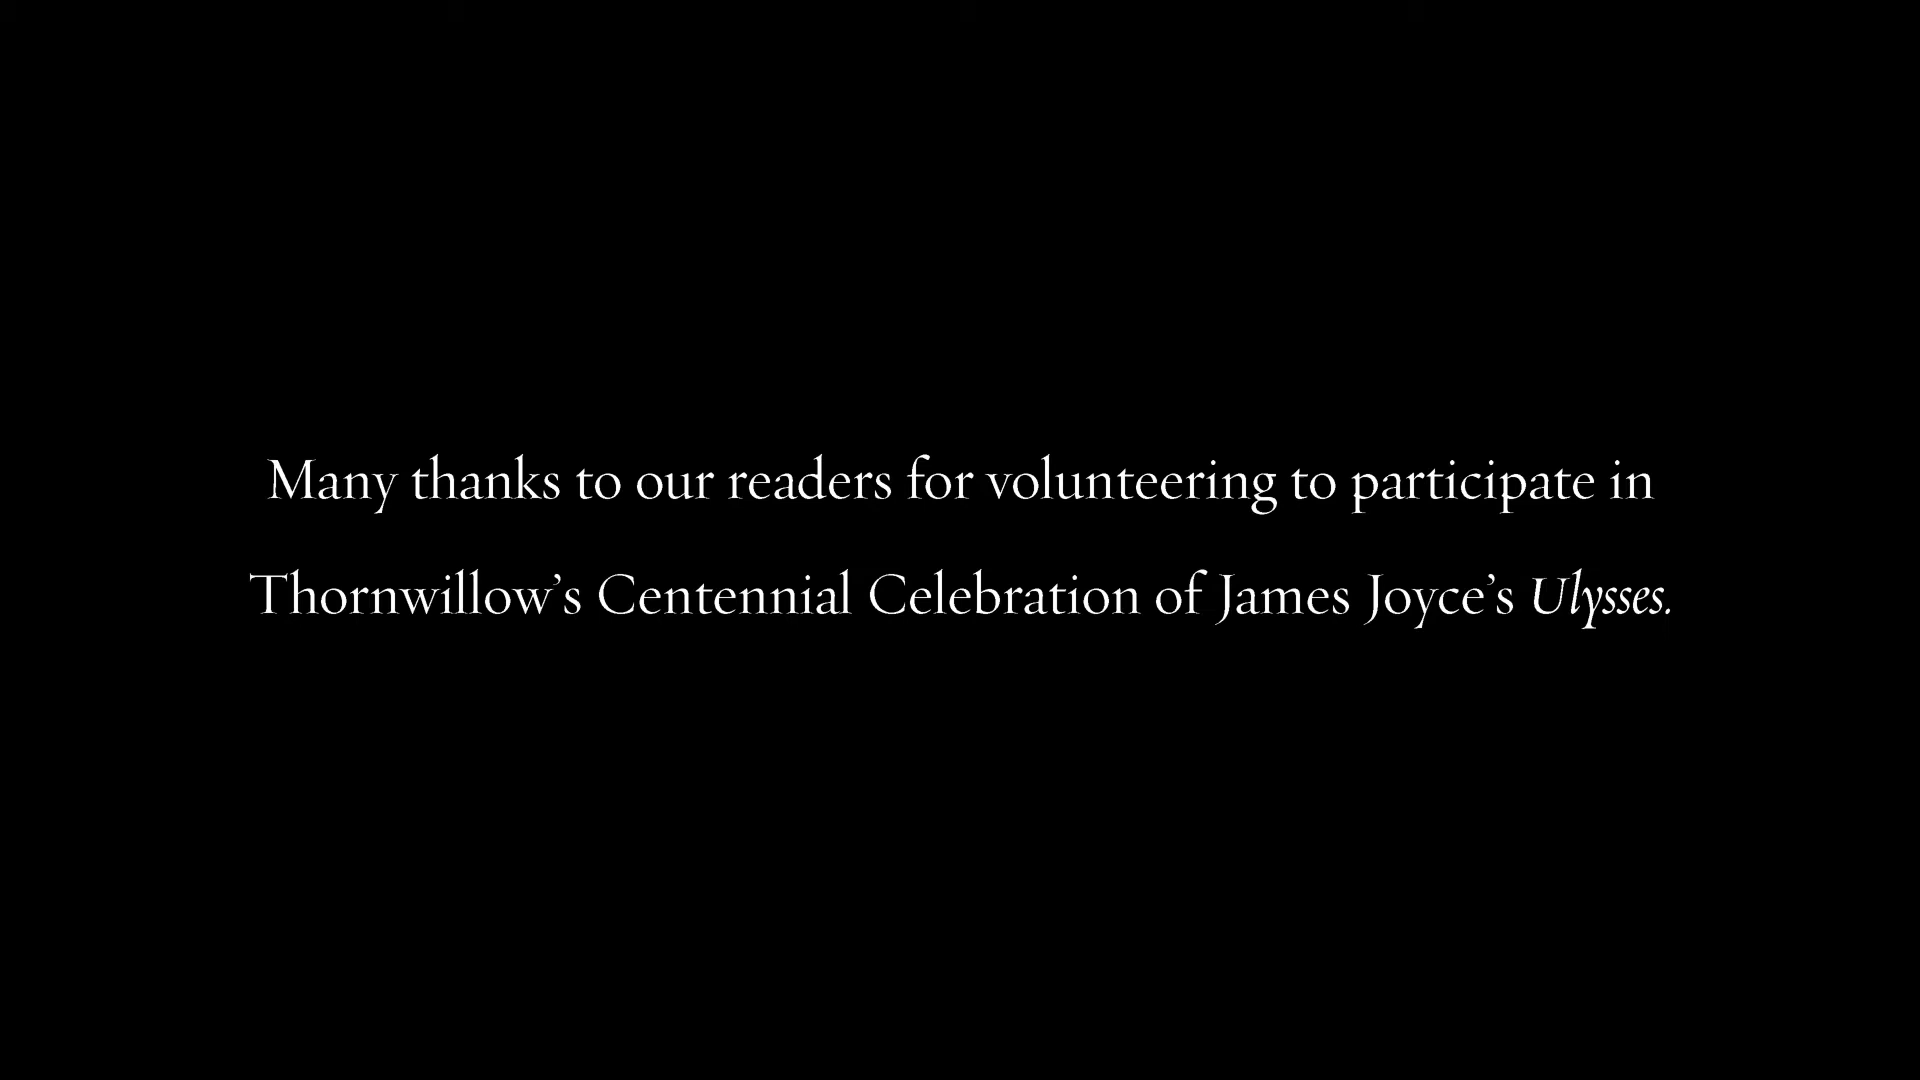 Many thanks to our readers for volunteering to participate in
Thornwillow’s Centennial Celebration of James Joyce’s Ulysses.